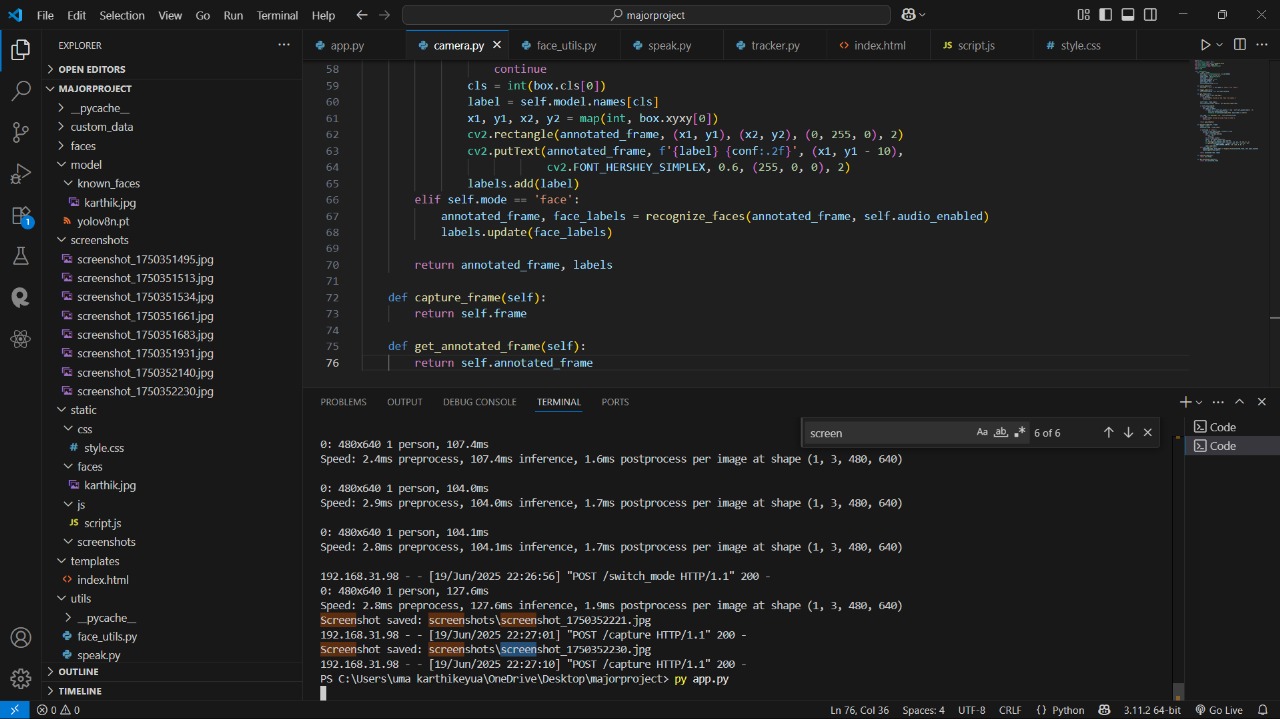 File Edit Selection View Go Run Terminal Help
majorproject
EXPLORER
OPEN EDITORS
MAJORPROJECT
__pycache__
custom_data
faces
model
known_faces
karthik.jpg
yolov8n.pt
screenshots
screenshot_1750351495.jpg
screenshot_1750351513.jpg
screenshot_1750351534.jpg
screenshot_1750351661.jpg
screenshot_1750351683.jpg
screenshot_1750351931.jpg
screenshot_1750352140.jpg
screenshot_1750352230.jpg
static
css
# style.css
faces
karthik.jpg
js
JS script.js
screenshots
templates
<> index.html
utils
__pycache__
face_utils.py
speak.py
OUTLINE
TIMELINE
1
app.py camera.py face_utils.py speak.py tracker.py <> index.html JS script.js # style.css
58 continue
59 cls = int(box.cls[0])
60 label = self.model.names[cls]
61 x1, y1, x2, y2 = map(int, box.xyxy[0])
62 cv2.rectangle(annotated_frame, (x1, y1), (x2, y2), (0, 255, 0), 2)
63 cv2.putText(annotated_frame, f'{label} {conf:.2f}', (x1, y1 - 10),
64 cv2.FONT_HERSHEY_SIMPLEX, 0.6, (255, 0, 0), 2)
65 labels.add(label)
66 elif self.mode == 'face':
67 annotated_frame, face_labels = recognize_faces(annotated_frame, self.audio_enabled)
68 labels.update(face_labels)
69
70 return annotated_frame, labels
71
72 def capture_frame(self):
73 return self.frame
74
75 def get_annotated_frame(self):
76 return self.annotated_frame
PROBLEMS OUTPUT DEBUG CONSOLE TERMINAL PORTS
screen Aa ab 6 of 6
Code
Code
0: 480x640 1 person, 107.4ms
Speed: 2.4ms preprocess, 107.4ms inference, 1.6ms postprocess per image at shape (1, 3, 480, 640)
0: 480x640 1 person, 104.0ms
Speed: 2.9ms preprocess, 104.0ms inference, 1.7ms postprocess per image at shape (1, 3, 480, 640)
0: 480x640 1 person, 104.1ms
Speed: 2.8ms preprocess, 104.1ms inference, 1.7ms postprocess per image at shape (1, 3, 480, 640)
192.168.31.98 - - [19/Jun/2025 22:26:56] "POST /switch_mode HTTP/1.1" 200 -
0: 480x640 1 person, 127.6ms
Speed: 2.8ms preprocess, 127.6ms inference, 1.9ms postprocess per image at shape (1, 3, 480, 640)
Screenshot saved: screenshots\screenshot_1750352221.jpg
192.168.31.98 - - [19/Jun/2025 22:27:01] "POST /capture HTTP/1.1" 200 -
Screenshot saved: screenshots\screenshot_1750352230.jpg
192.168.31.98 - - [19/Jun/2025 22:27:10] "POST /capture HTTP/1.1" 200 -
PS C:\Users\uma karthikeyua\OneDrive\Desktop\majorproject> py app.py
0 0 Ln 76, Col 36 Spaces: 4 UTF-8 CRLF {} Python 3.11.2 64-bit Go Live